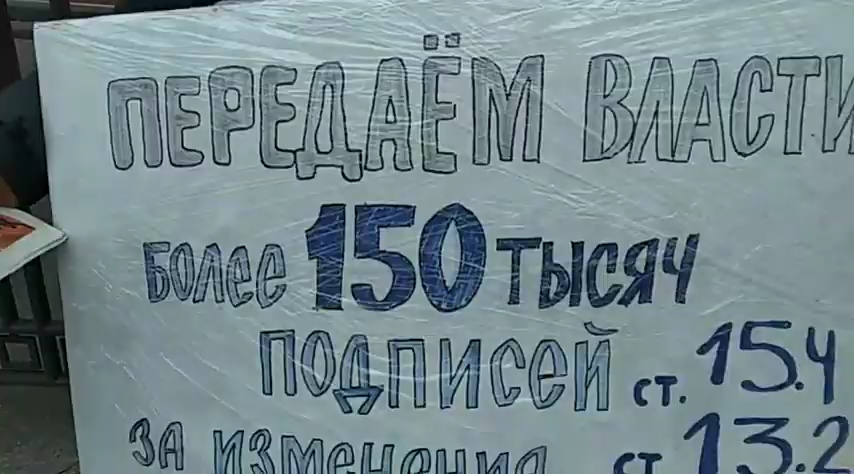 ПЕРЕДАЁМ ВЛАСТИ
БОЛЕЕ 150 ТЫСЯЧ
ПОДПИСЕЙ ст. 15.4
ЗА ИЗМЕНЕНИЯ ст 13.2